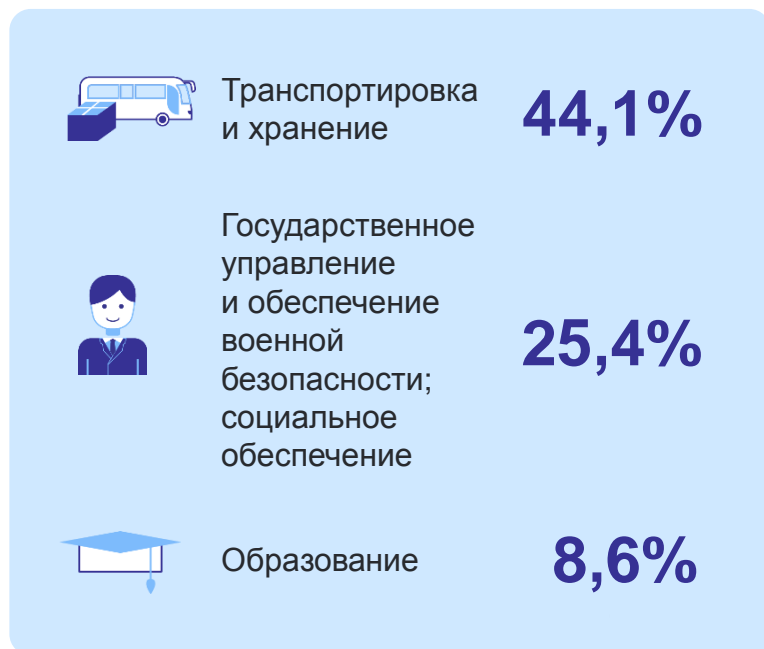 Транспортировка
и хранение
44,1%
Государственное
управление
и обеспечение
военной
безопасности;
социальное
обеспечение
25,4%
Образование
8,6%